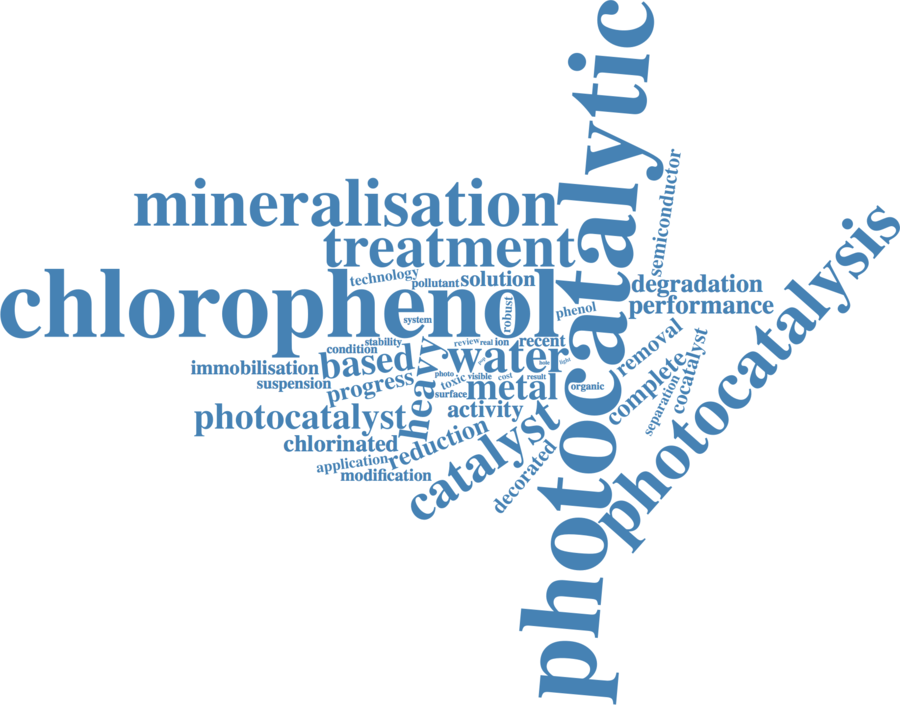 photocatalytic
mineralisation
semiconductor
treatment
photocatalysis
technology
pollutant
solution
chlorophenol
degradation
robust
phenol
performance
system
stability
review
real
ion
recent
removal
condition
based
water
hole
light
cocatalyst
immobilisation
suspension
progress
heavy
photo
toxic
visible
cost
result
surface
metal
organic
complete
separation
photocatalyst
activity
chlorinated
reduction
catalyst
application
modification
decorated